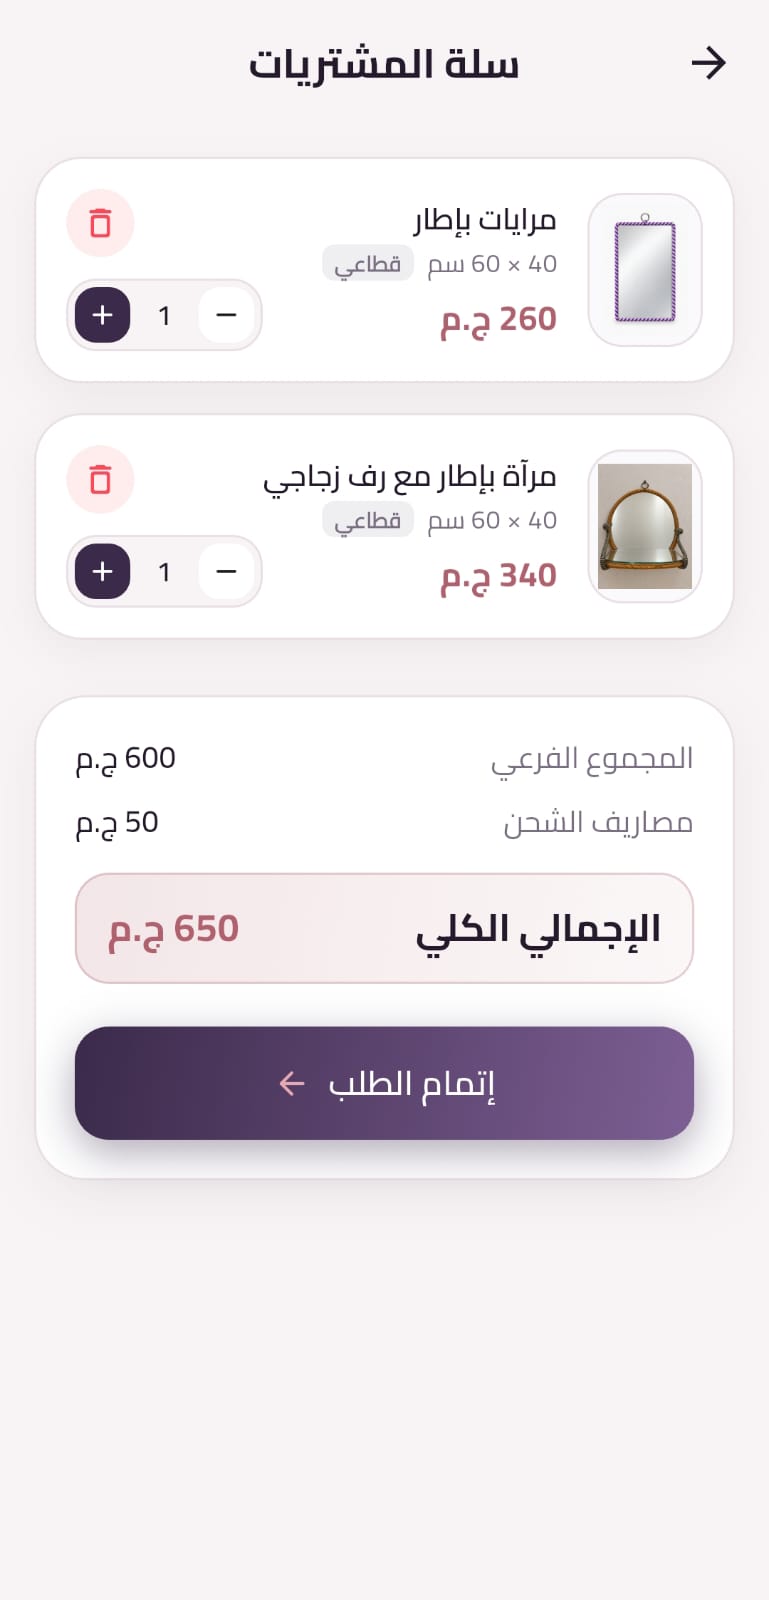 سلة المشتريات
مرايات بإطار
40 × 60 سم قطاعي
260 ج.م
1
مرآة بإطار مع رف زجاجي
40 × 60 سم قطاعي
340 ج.م
1
المجموع الفرعي 600 ج.م
مصاريف الشحن 50 ج.م
الإجمالي الكلي 650 ج.م
إتمام الطلب